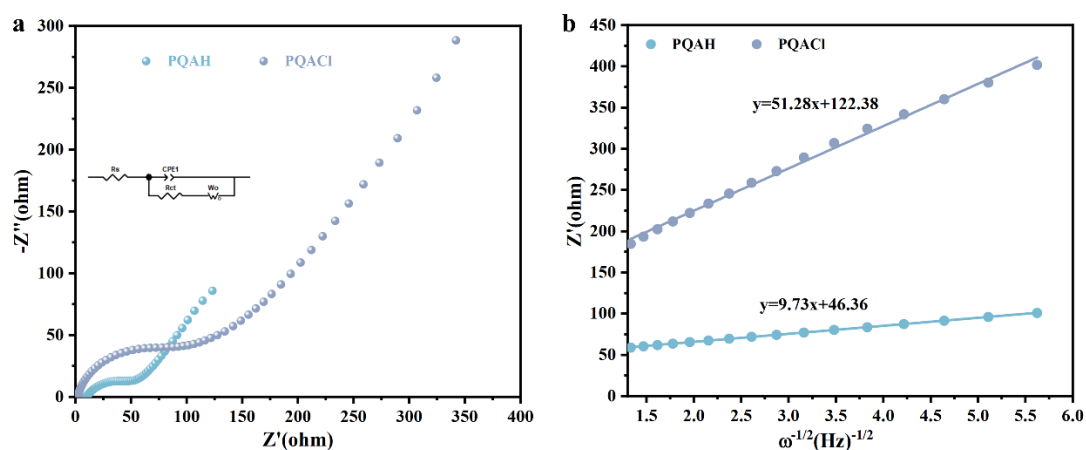 a
PQAH
PQACl
Rs
CPE1
Rct
Wo
-Z''(ohm)
300
250
200
150
100
50
0
0
50
100
150
200
250
300
350
400
Z'(ohm)
b
PQAH
PQACl
y=51.28x+122.38
y=9.73x+46.36
Z'(ohm)
450
400
350
300
250
200
150
100
50
0
1.5
2.0
2.5
3.0
3.5
4.0
4.5
5.0
5.5
6.0
ω-1/2(Hz)-1/2